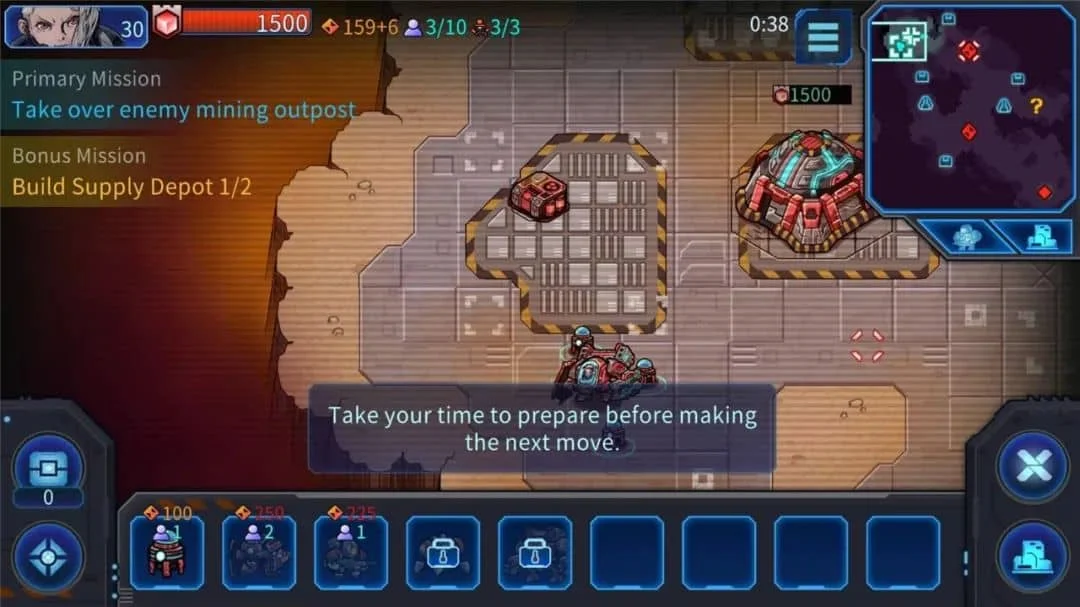 30
1500
159+6
3/10
3/3
0:38
Primary Mission
Take over enemy mining outpost
Bonus Mission
Build Supply Depot 1/2
1500
?
Take your time to prepare before making
the next move.
0
100
1
250
2
225
1